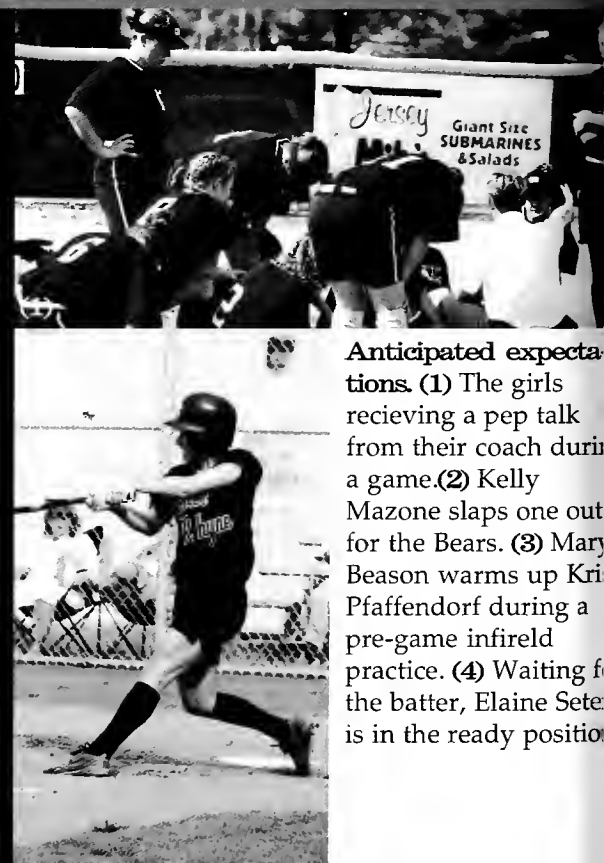 Jersey
Giant Size
SUBMARINES
& Salads
Anticipated expecta-
tions. (1) The girls
recieving a pep talk
from their coach durin
a game.(2) Kelly
Mazone slaps one out
for the Bears. (3) Mary
Beason warms up Kri
Pfaffendorf during a
pre-game infireld
practice. (4) Waiting f
the batter, Elaine Sete
is in the ready position